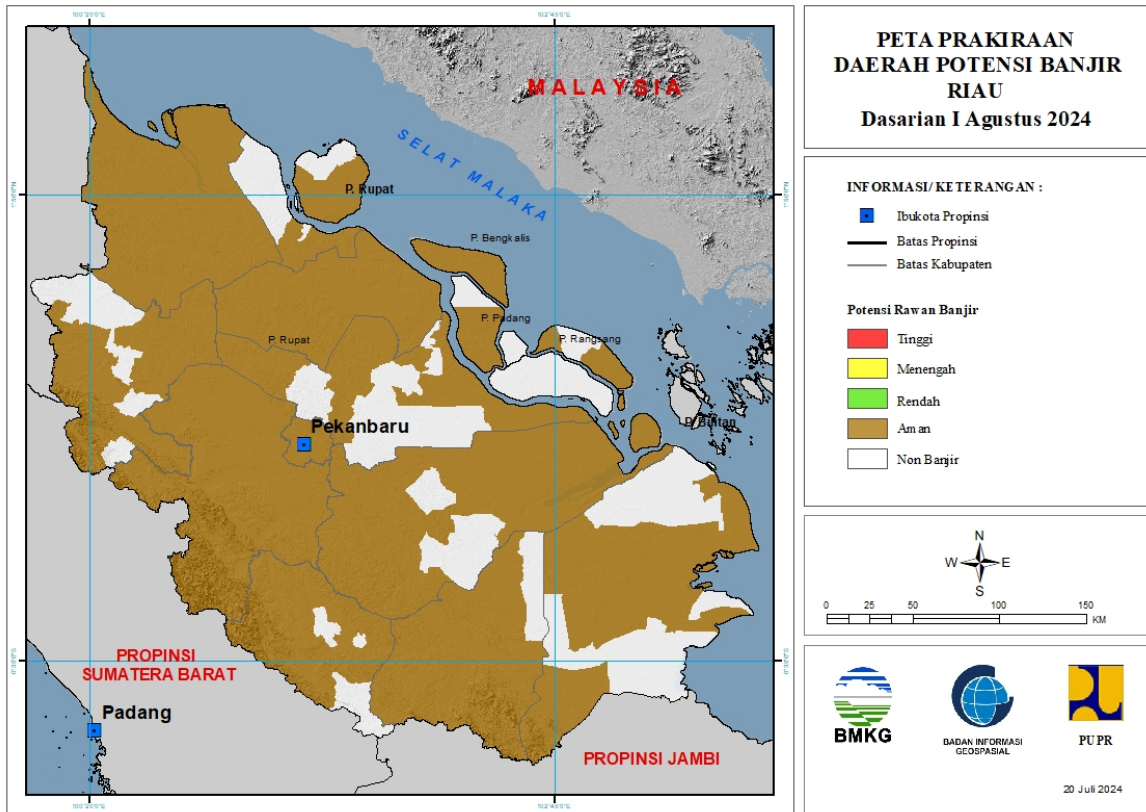 PETA PRAKIRAAN
DAERAH POTENSI BANJIR
RIAU
Dasarian I Agustus 2024
INFORMASI/ KETERANGAN :
Ibukota Propinsi
Batas Propinsi
Batas Kabupaten
Potensi Rawan Banjir
Tinggi
Menengah
Rendah
Aman
Non Banjir
N
W E
S
0 25 50 100 150
KM
BMKG
BADAN INFORMASI
GEOSPASIAL
PUPR
20 Juli 2024
MALAYSIA
SELAT MALAKA
P. Rupat
P. Bengkalis
P. Padang
P. Rupat
P. Rangsang
Pekanbaru
PROPINSI
SUMATERA BARAT
Padang
PROPINSI JAMBI